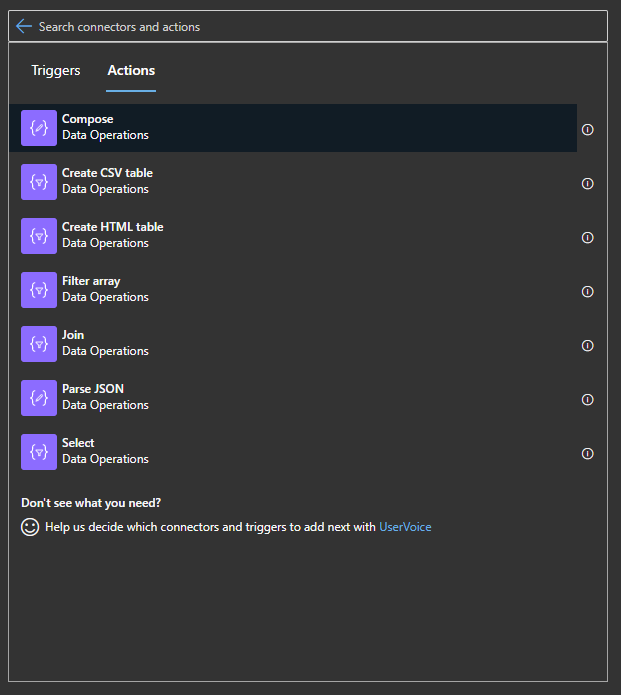 Search connectors and actions
Triggers Actions
Compose
Data Operations
Create CSV table
Data Operations
Create HTML table
Data Operations
Filter array
Data Operations
Join
Data Operations
Parse JSON
Data Operations
Select
Data Operations
Don't see what you need?
Help us decide which connectors and triggers to add next with UserVoice